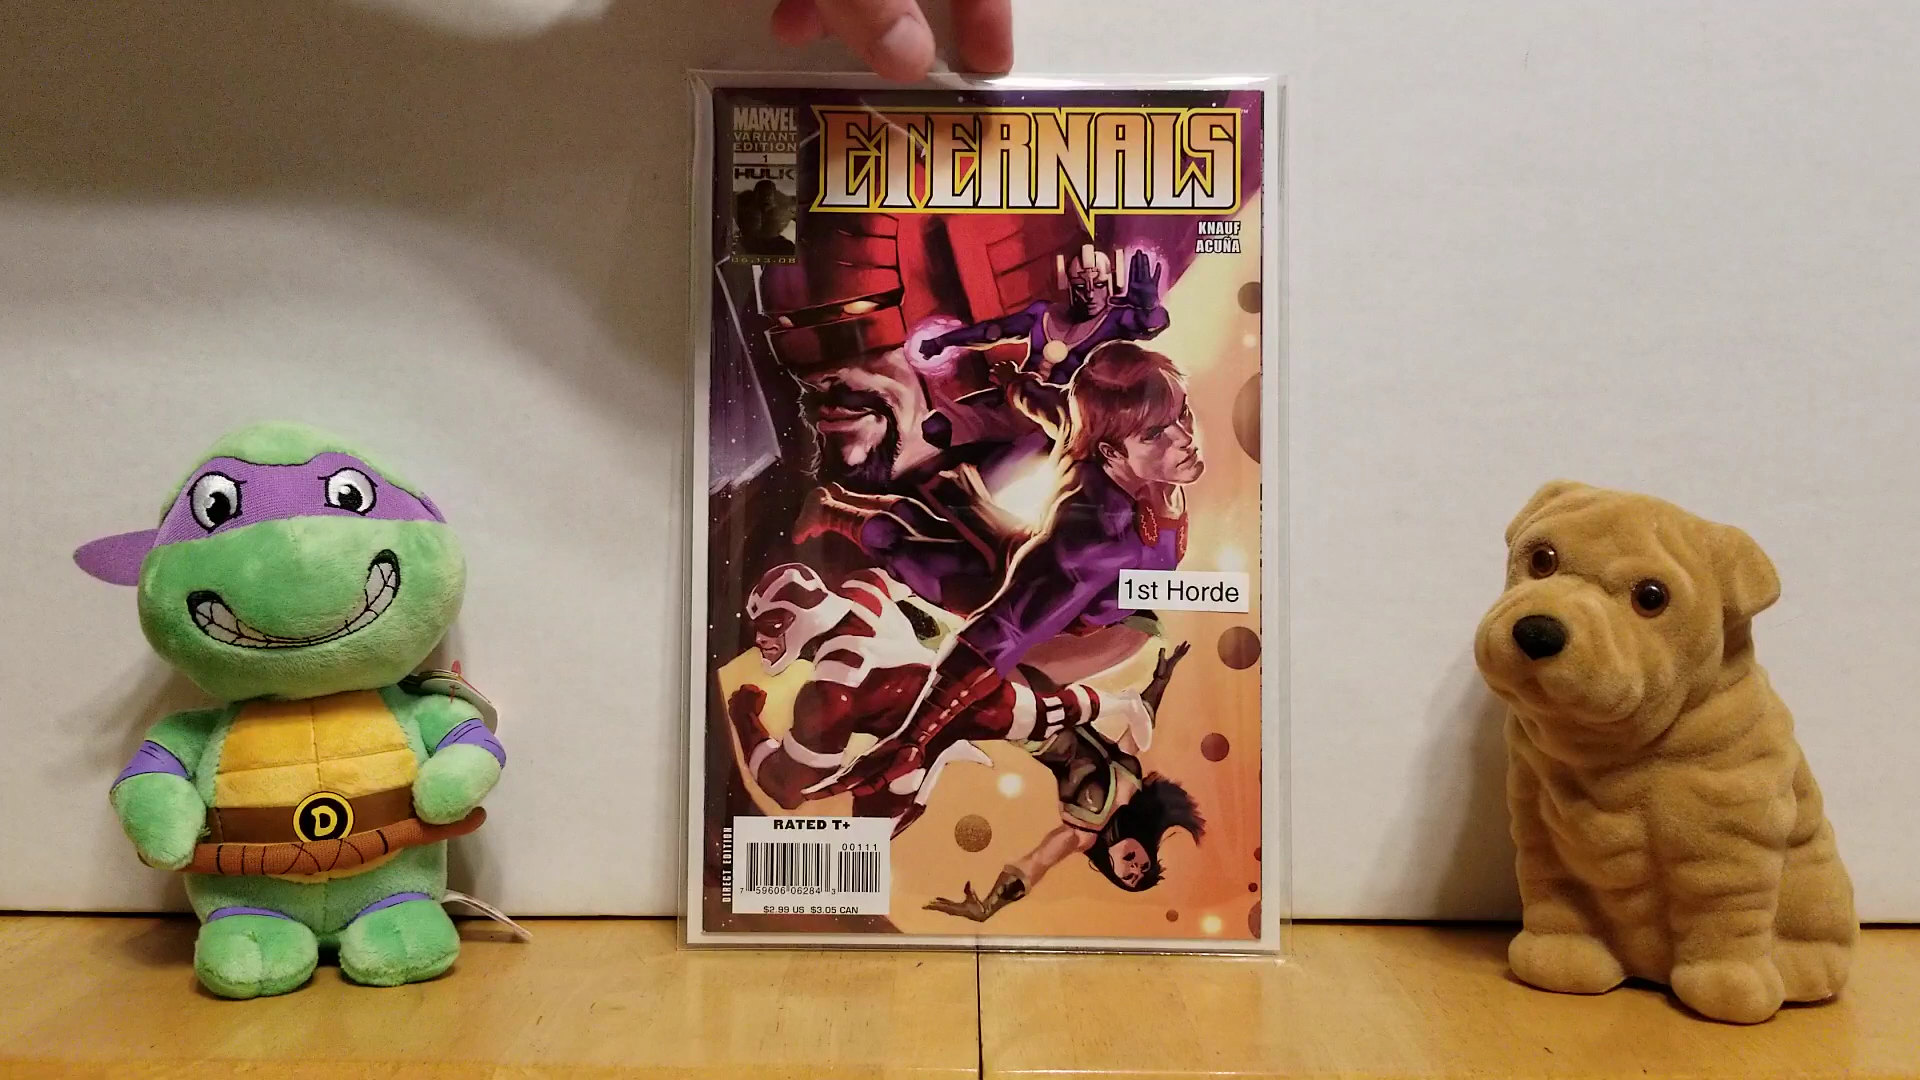 MARVEL
VARIANT
EDITION
1
HULK
06.13.08
ETERNALS
KNAUF
ACUÑA
1st Horde
D
DIRECT EDITION
RATED T+
00111
7 59606 06284 3
$2.99 US $3.05 CAN